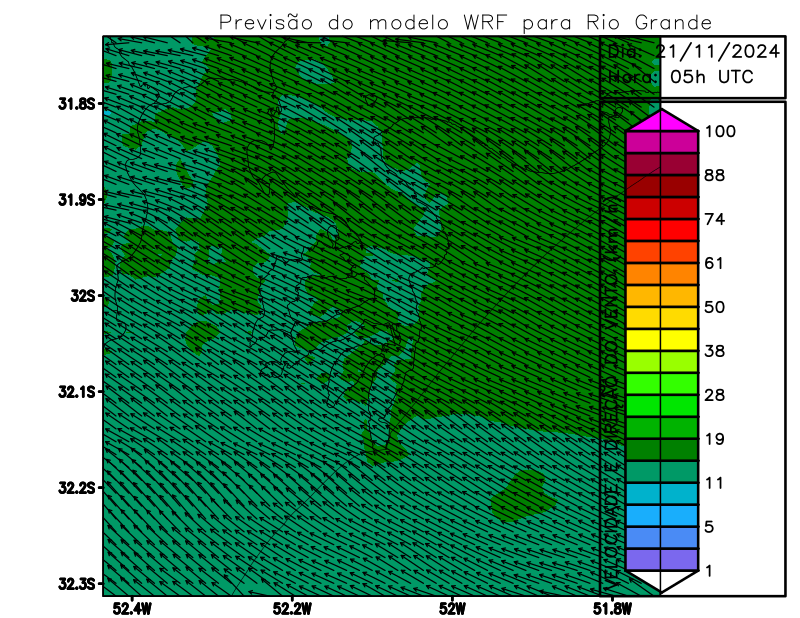 Previsão do modelo WRF para Rio Grande
Dia: 21/11/2024
Hora: 05h UTC
31.8S
31.9S
32S
32.1S
32.2S
32.3S
52.4W
52.2W
52W
51.8W
VELOCIDADE E DIREÇÃO DO VENTO (km/h)
100
88
74
61
50
38
28
19
11
5
1